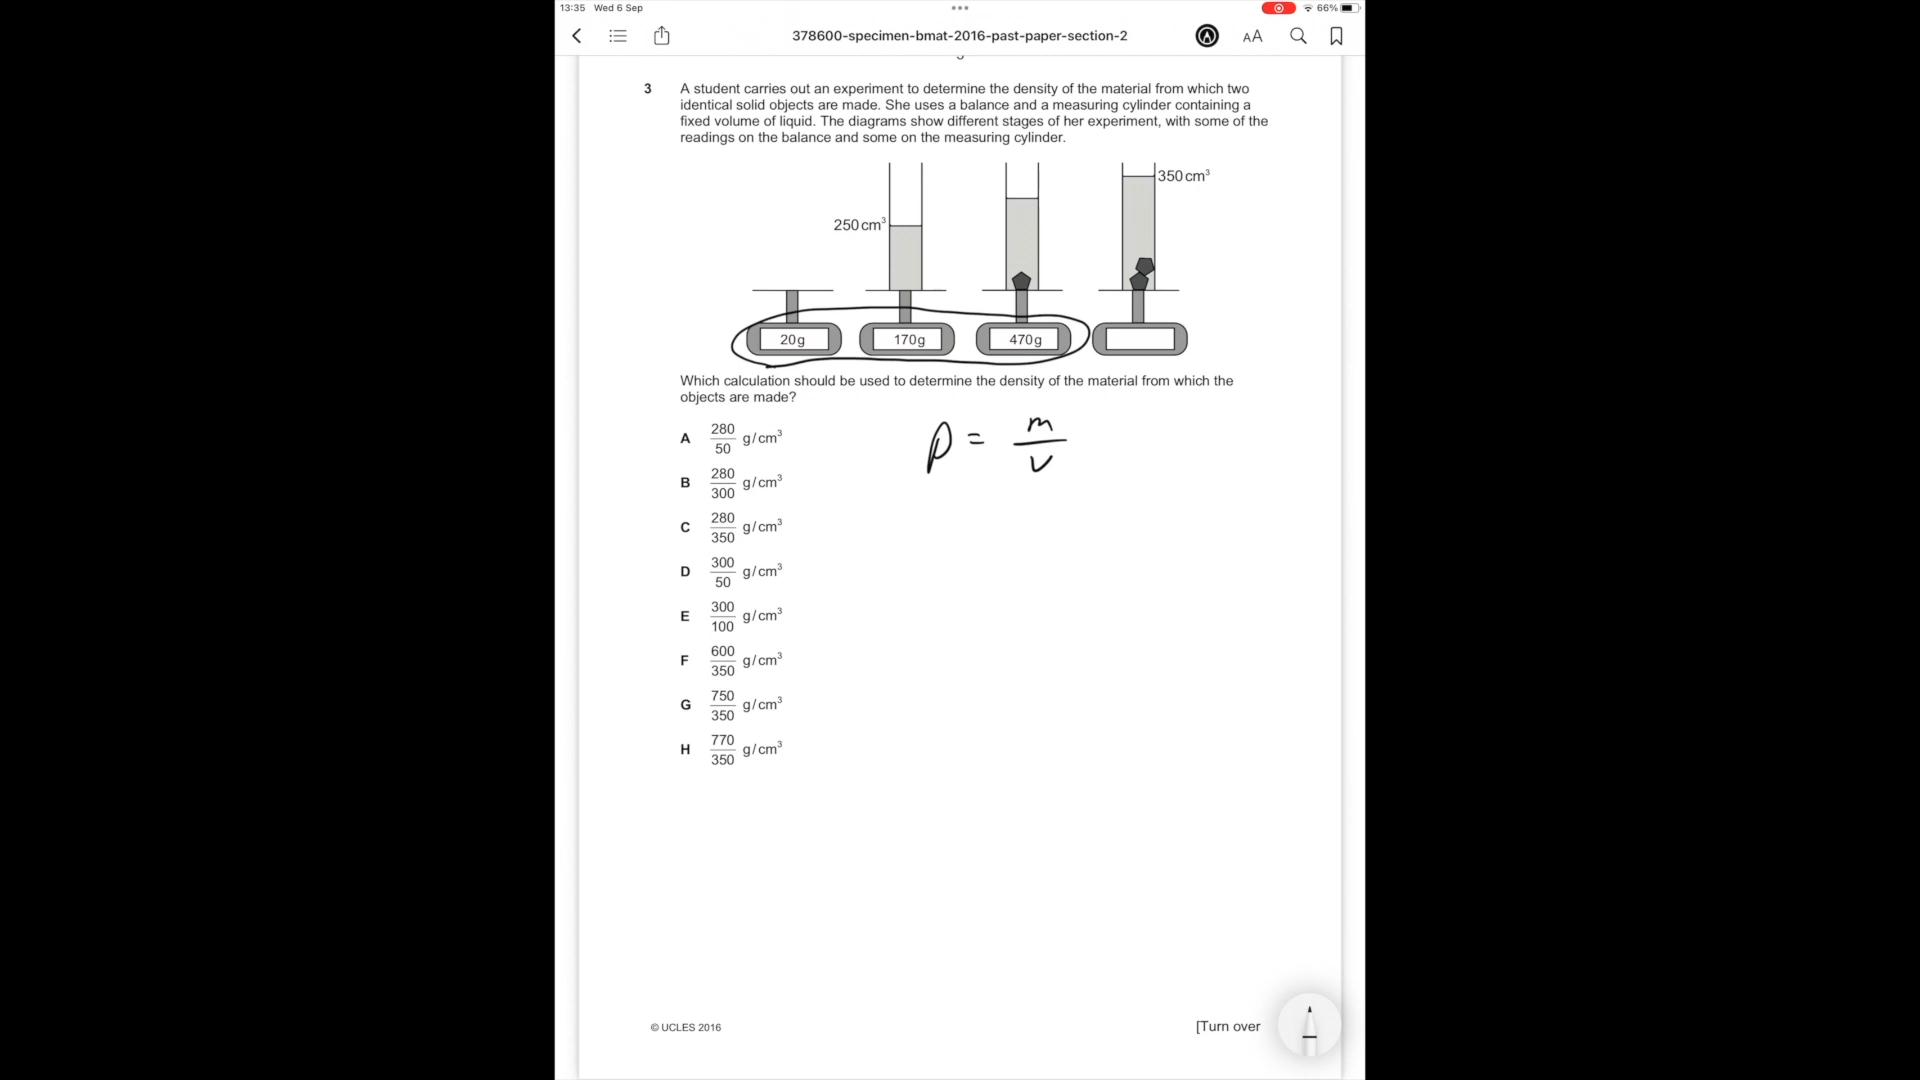 13:35 Wed 6 Sep
66%
378600-specimen-bmat-2016-past-paper-section-2
AA
3 A student carries out an experiment to determine the density of the material from which two
identical solid objects are made. She uses a balance and a measuring cylinder containing a
fixed volume of liquid. The diagrams show different stages of her experiment, with some of the
readings on the balance and some on the measuring cylinder.
350 cm³
250 cm³
20 g 170 g 470 g
Which calculation should be used to determine the density of the material from which the
objects are made?
ρ = m/v
A 280/50 g/cm³
B 280/300 g/cm³
C 280/350 g/cm³
D 300/50 g/cm³
E 300/100 g/cm³
F 600/350 g/cm³
G 750/350 g/cm³
H 770/350 g/cm³
© UCLES 2016
[Turn over